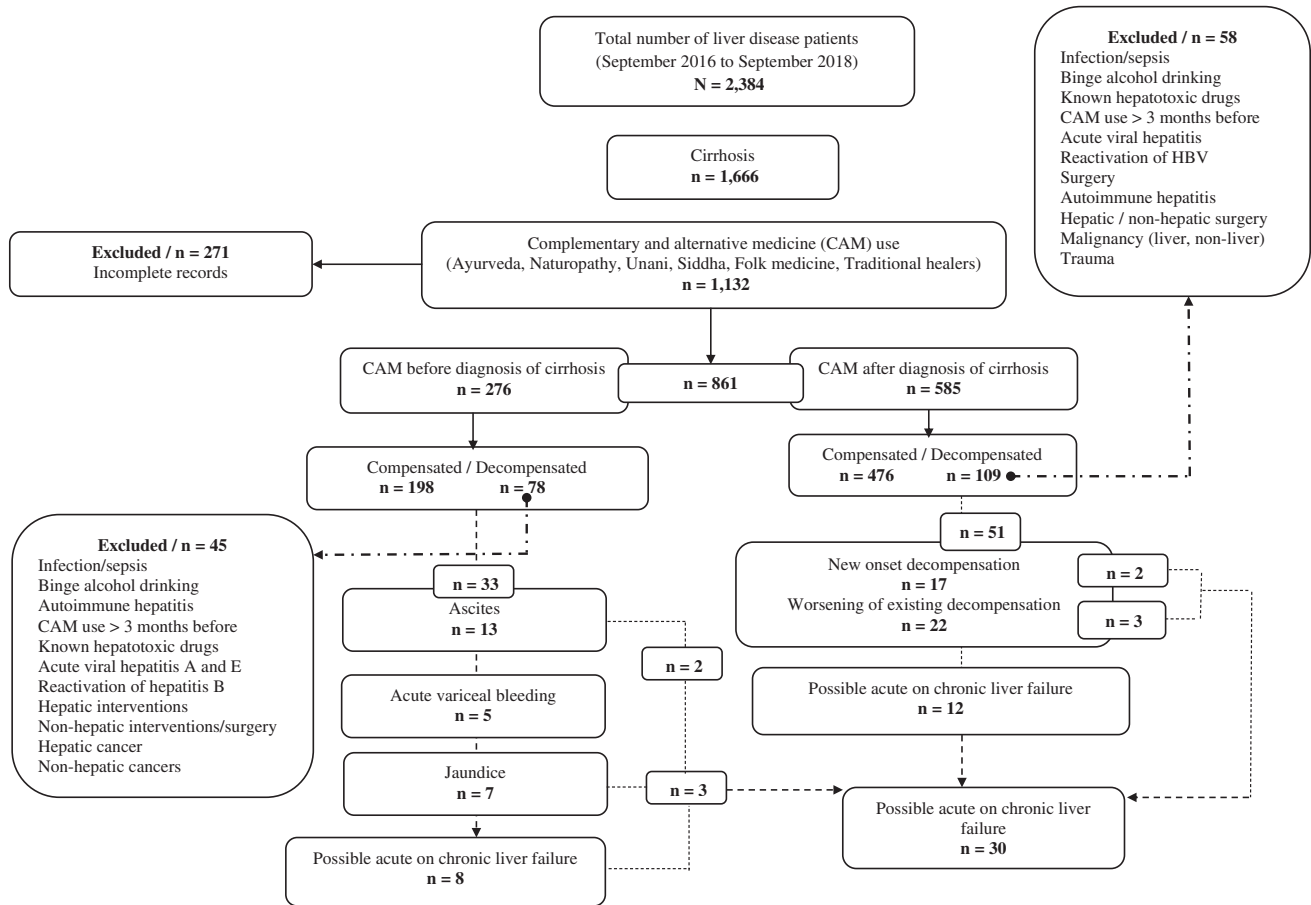 Total number of liver disease patients
(September 2016 to September 2018)
N = 2,384
Cirrhosis
n = 1,666
Excluded / n = 58
Infection/sepsis
Binge alcohol drinking
Known hepatotoxic drugs
CAM use > 3 months before
Acute viral hepatitis
Reactivation of HBV
Surgery
Autoimmune hepatitis
Hepatic / non-hepatic surgery
Malignancy (liver, non-liver)
Trauma
Excluded / n = 271
Incomplete records
Complementary and alternative medicine (CAM) use
(Ayurveda, Naturopathy, Unani, Siddha, Folk medicine, Traditional healers)
n = 1,132
CAM before diagnosis of cirrhosis
n = 276
n = 861
CAM after diagnosis of cirrhosis
n = 585
Compensated / Decompensated
n = 198 n = 78
Compensated / Decompensated
n = 476 n = 109
Excluded / n = 45
Infection/sepsis
Binge alcohol drinking
Autoimmune hepatitis
CAM use > 3 months before
Known hepatotoxic drugs
Acute viral hepatitis A and E
Reactivation of hepatitis B
Hepatic interventions
Non-hepatic interventions/surgery
Hepatic cancer
Non-hepatic cancers
n = 33
Ascites
n = 13
n = 2
Acute variceal bleeding
n = 5
Jaundice
n = 7
n = 3
Possible acute on chronic liver failure
n = 8
n = 51
New onset decompensation
n = 17
Worsening of existing decompensation
n = 22
n = 2
n = 3
Possible acute on chronic liver failure
n = 12
Possible acute on chronic liver
failure
n = 30